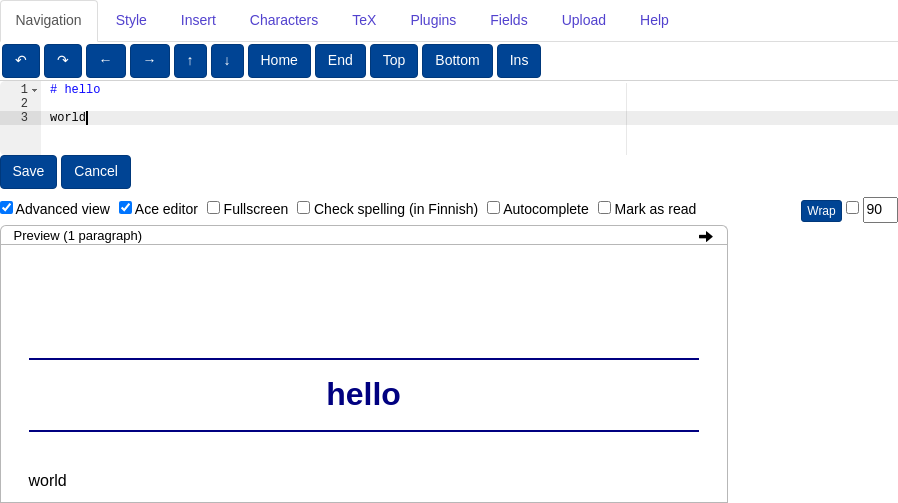 Navigation Style Insert Characters TeX Plugins Fields Upload Help
↶ ↷ ← → ↑ ↓ Home End Top Bottom Ins
1 # hello
2
3 world
Save Cancel
Advanced view Ace editor Fullscreen Check spelling (in Finnish) Autocomplete Mark as read Wrap 90
Preview (1 paragraph)
hello
world